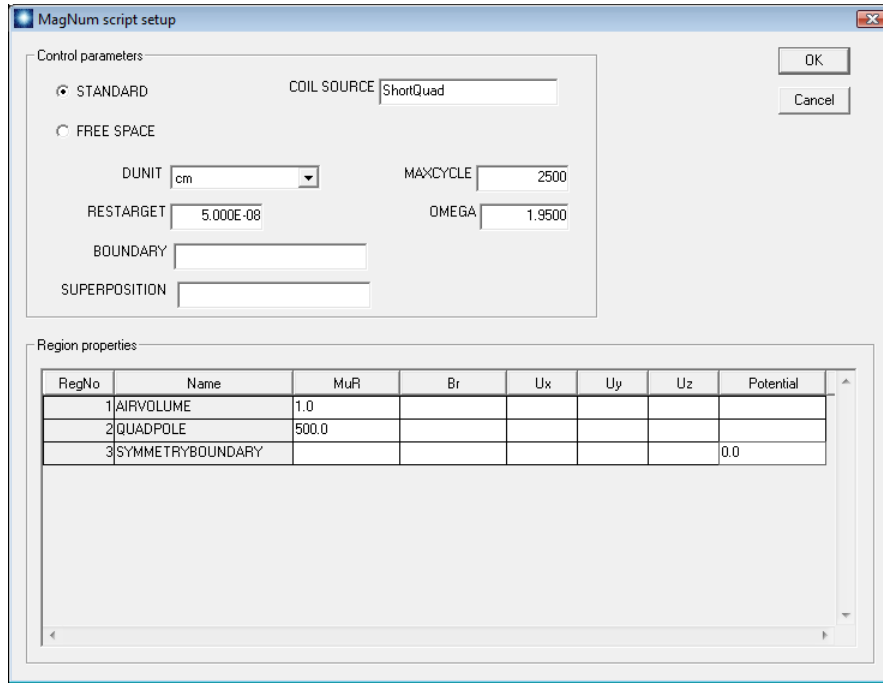 MagNum script setup
Control parameters
OK
STANDARD COIL SOURCE ShortQuad
Cancel
FREE SPACE
DUNIT cm MAXCYCLE 2500
RESTARGET 5.000E-08 OMEGA 1.9500
BOUNDARY
SUPERPOSITION
Region properties
RegNo Name MuR Br Ux Uy Uz Potential
1 AIRVOLUME 1.0
2 QUADPOLE 500.0
3 SYMMETRYBOUNDARY 0.0